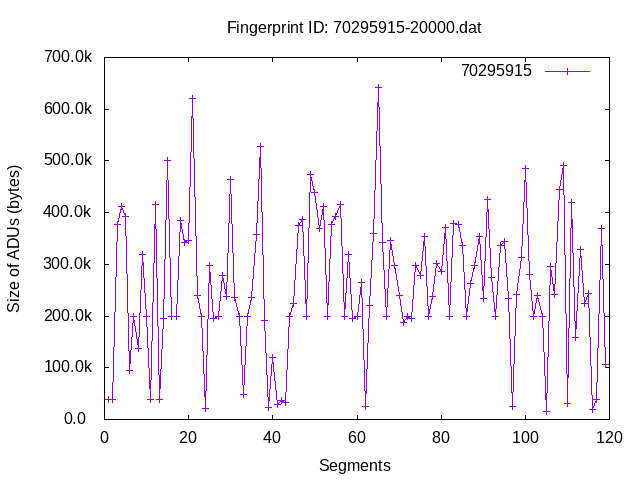 Fingerprint ID: 70295915-20000.dat
700.0k
70295915
600.0k
500.0k
400.0k
300.0k
200.0k
100.0k
0.0
Size of ADUs (bytes)
0 20 40 60 80 100 120
Segments